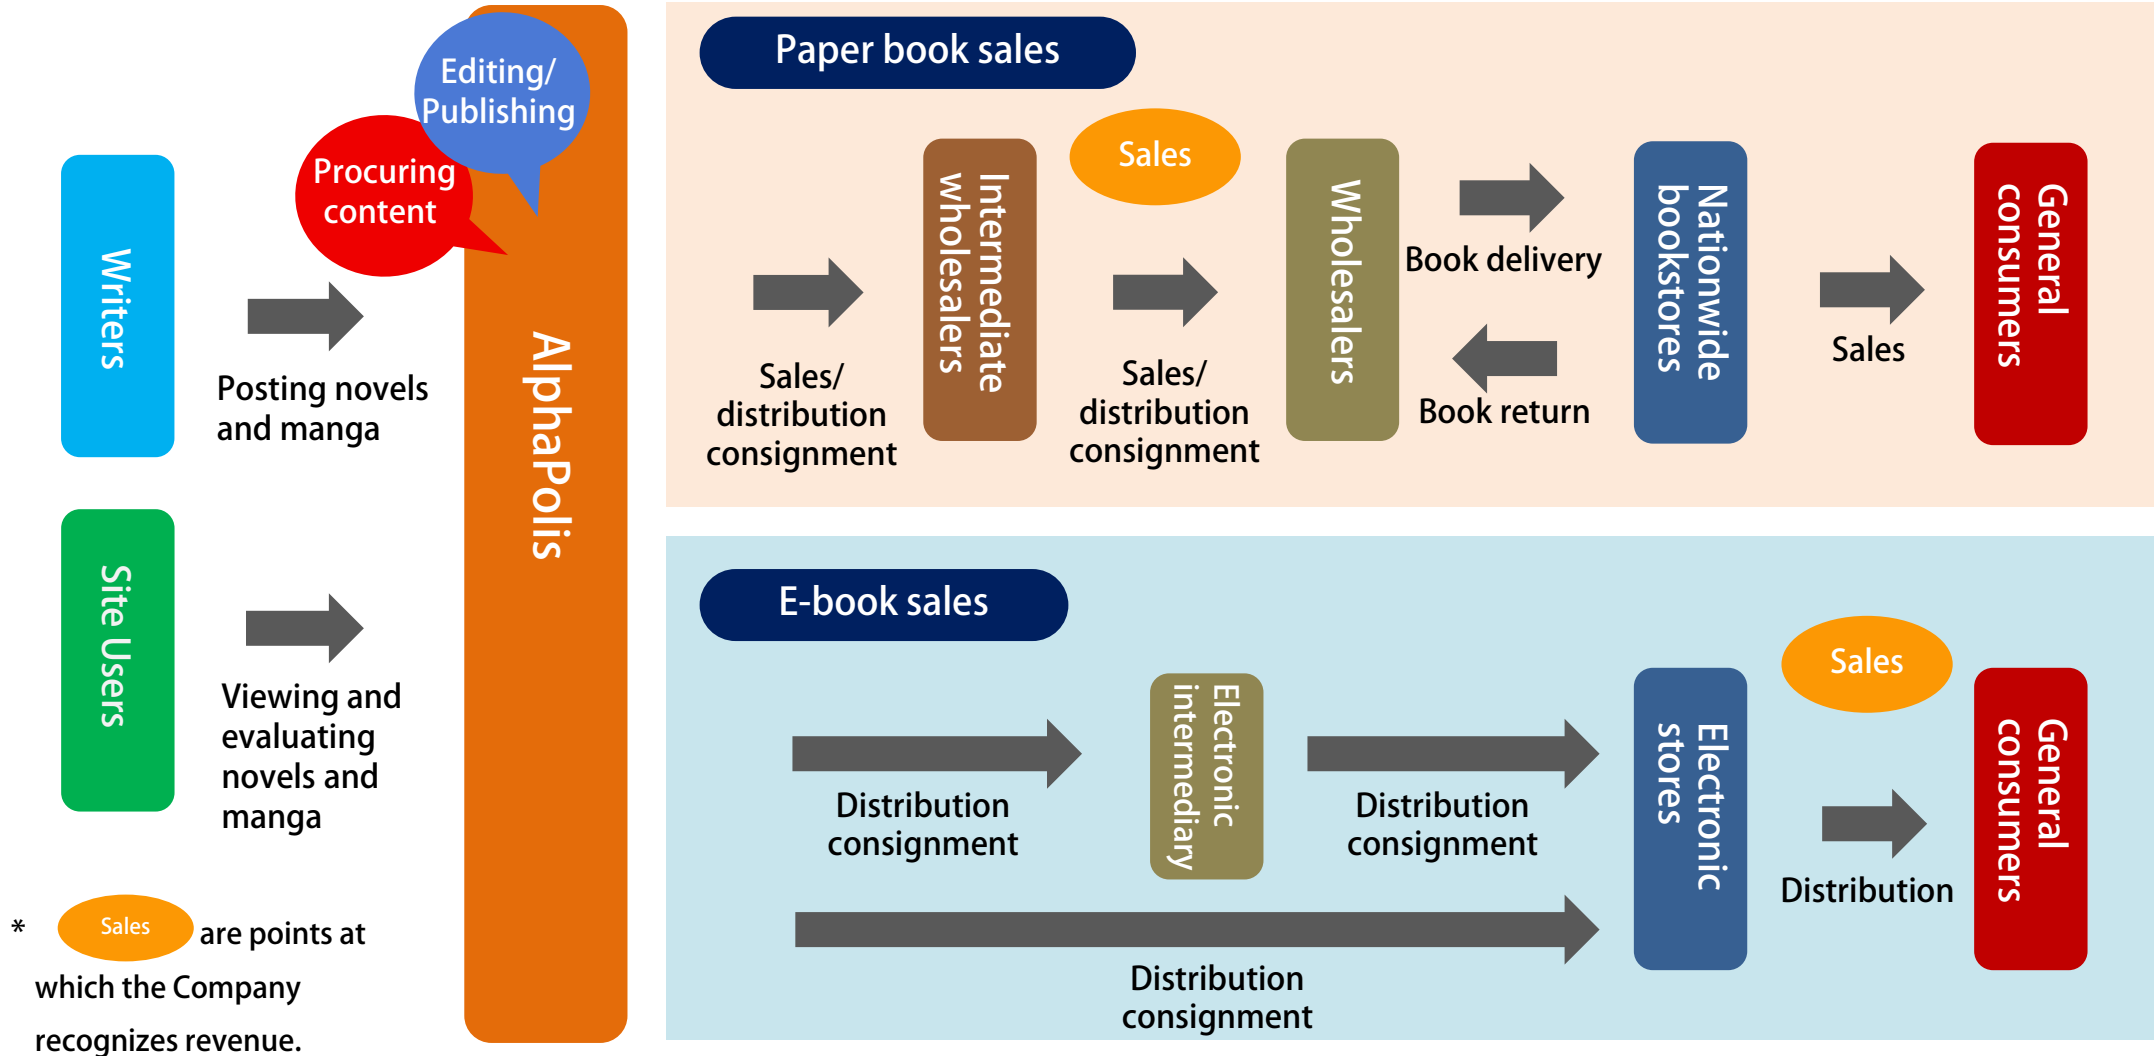 Writers
Posting novels
and manga
Site Users
Viewing and
evaluating
novels and
manga
* Sales are points at
which the Company
recognizes revenue.
Procuring
content
Editing/
Publishing
AlphaPolis
Paper book sales
Sales/
distribution
consignment
Intermediate
wholesalers
Sales
Sales/
distribution
consignment
Wholesalers
Book delivery
Book return
Nationwide
bookstores
Sales
General
consumers
E-book sales
Distribution
consignment
Electronic
intermediary
Distribution
consignment
Distribution
consignment
Electronic
stores
Sales
Distribution
General
consumers